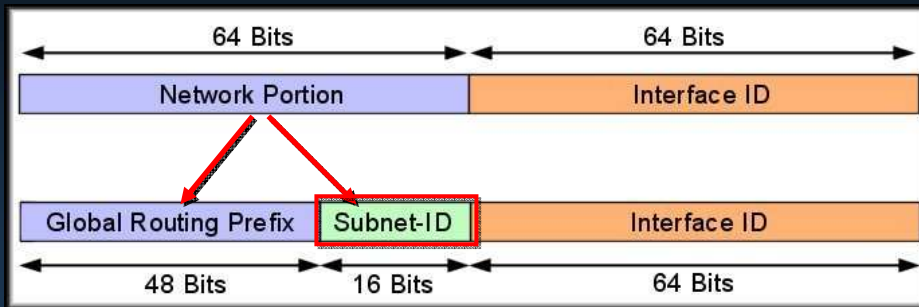 64 Bits 64 Bits
Network Portion Interface ID
Global Routing Prefix Subnet-ID Interface ID
48 Bits 16 Bits 64 Bits